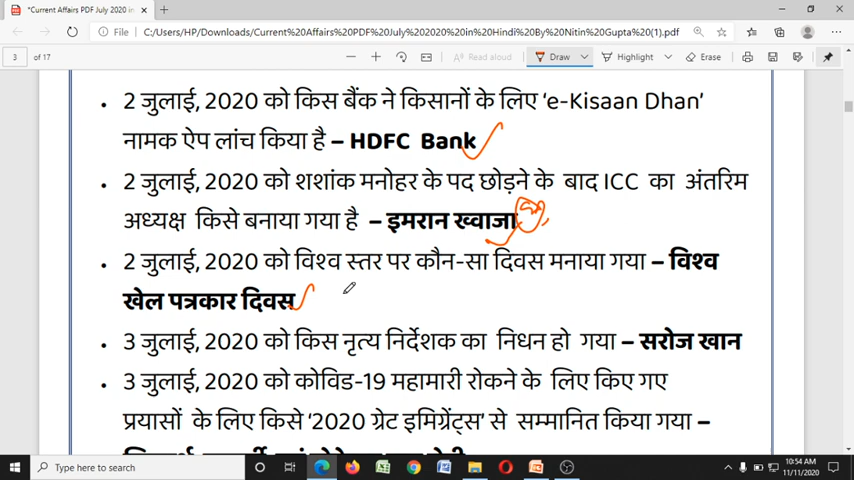 *Current Affairs PDF July 2020 in
File
C:/Users/HP/Downloads/Current%20Affairs%20PDF%20July%202020%20in%20Hindi%20By%20Nitin%20Gupta%20(1).pdf
3 of 17
Read aloud
Draw
Highlight
Erase
2 जुलाई, 2020 को किस बैंक ने किसानों के लिए ‘e-Kisaan Dhan’
नामक ऐप लांच किया है – HDFC Bank
2 जुलाई, 2020 को शशांक मनोहर के पद छोड़ने के बाद ICC का अंतरिम
अध्यक्ष किसे बनाया गया है – इमरान ख्वाजा
2 जुलाई, 2020 को विश्व स्तर पर कौन-सा दिवस मनाया गया – विश्व
खेल पत्रकार दिवस
3 जुलाई, 2020 को किस नृत्य निर्देशक का निधन हो गया – सरोज खान
3 जुलाई, 2020 को कोविड-19 महामारी रोकने के लिए किए गए
प्रयासों के लिए किसे ‘2020 ग्रेट इमिग्रेंट्स’ से सम्मानित किया गया –
Type here to search
10:54 AM
11/11/2020